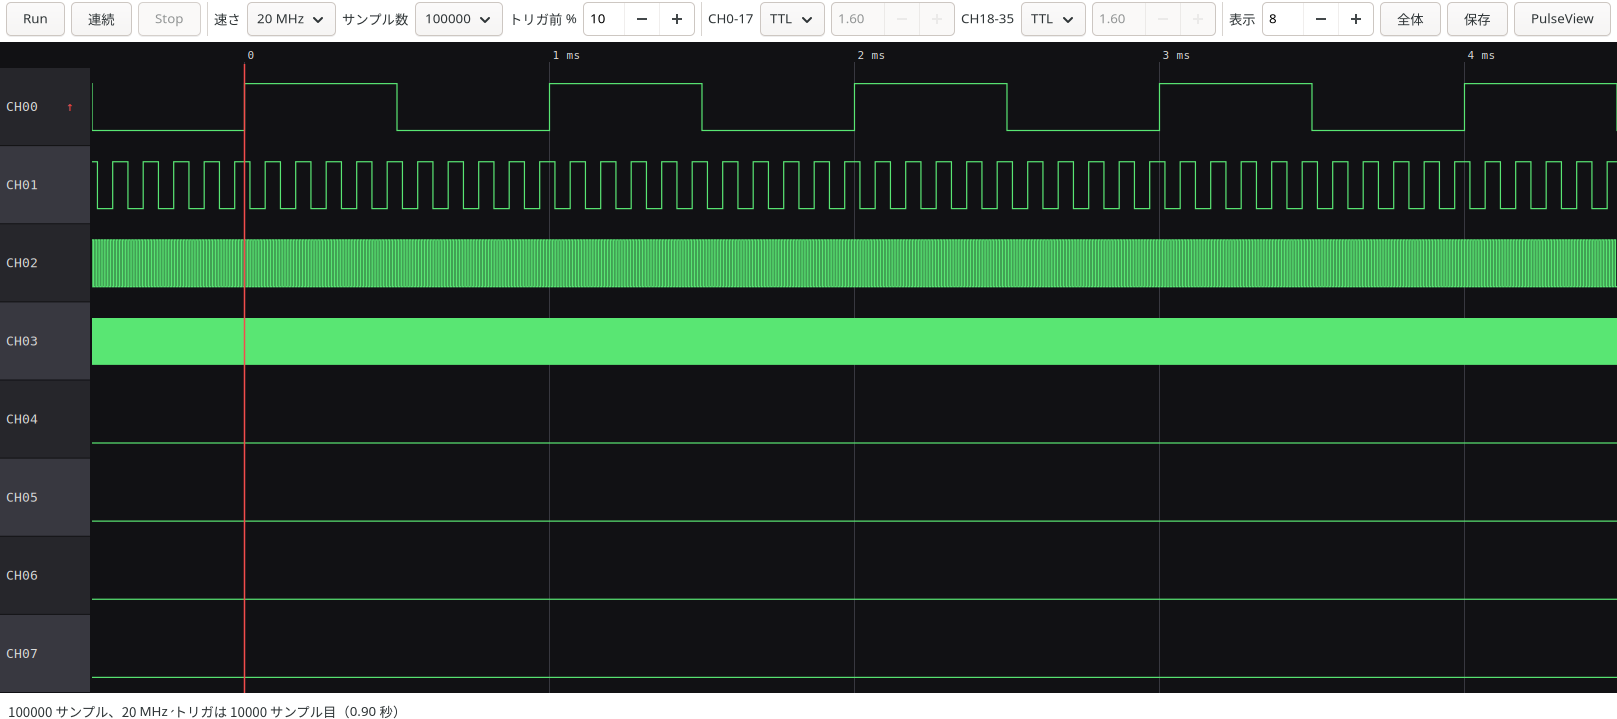 Run 連続 Stop 速さ 20 MHz サンプル数 100000 トリガ前 % 10 − + CH0-17 TTL 1.60 − + CH18-35 TTL 1.60 − + 表示 8 − + 全体 保存 PulseView
0 1 ms 2 ms 3 ms 4 ms
CH00 ↑
CH01
CH02
CH03
CH04
CH05
CH06
CH07
100000 サンプル、20 MHz·トリガは 10000 サンプル目（0.90 秒）